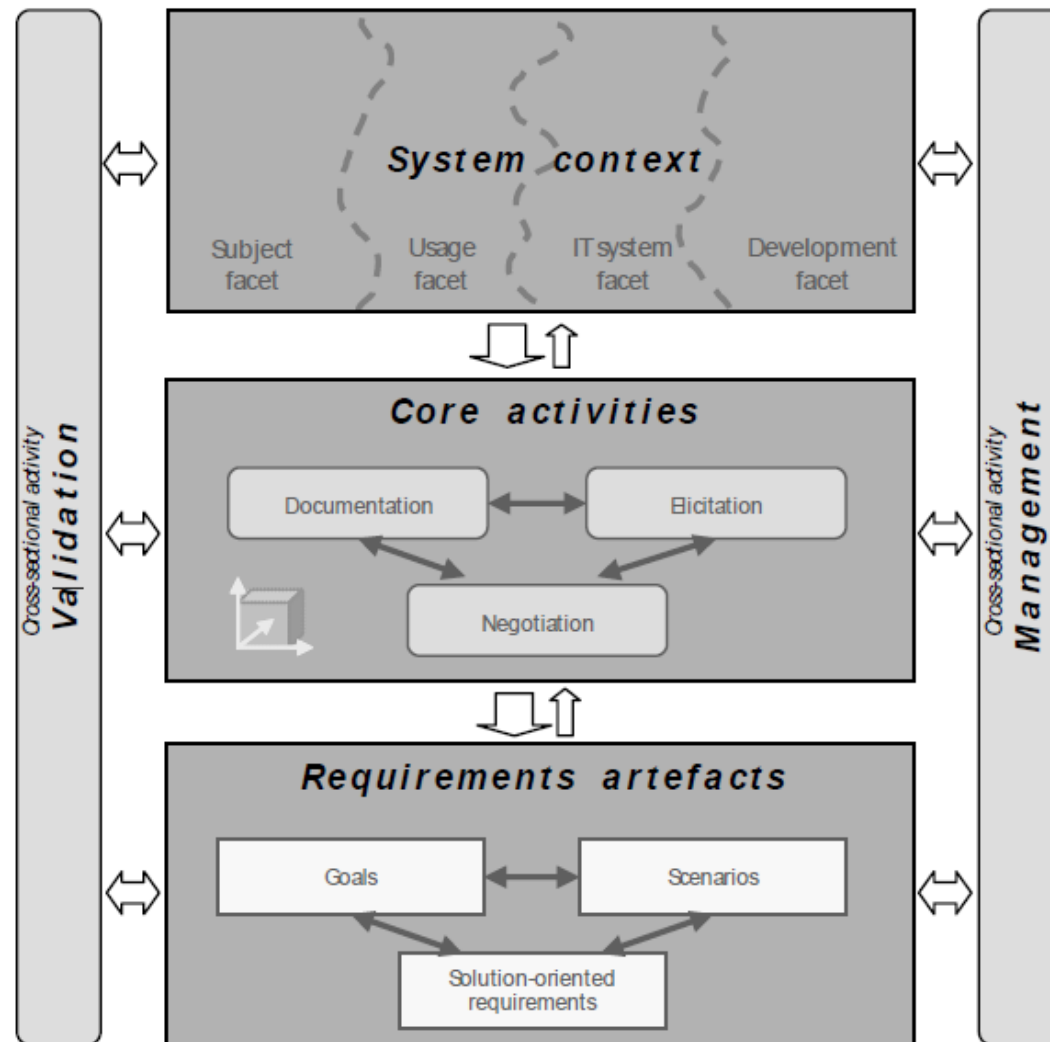 System context
Subject
facet
Usage
facet
IT system
facet
Development
facet
Cross-sectional activity
Validation
Core activities
Documentation
Elicitation
Negotiation
Cross-sectional activity
Management
Requirements artefacts
Goals
Scenarios
Solution-oriented
requirements